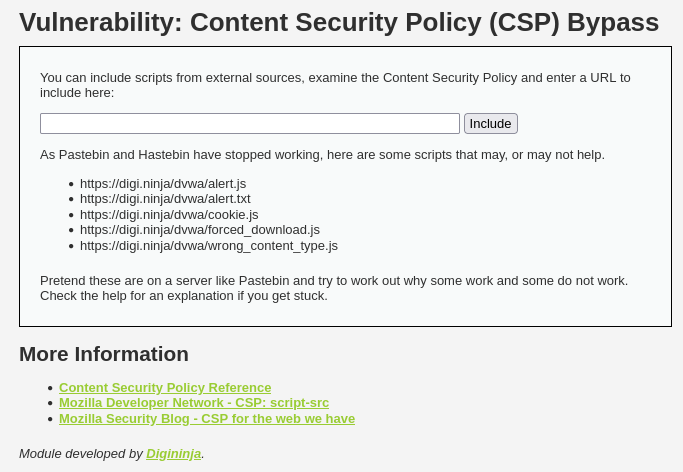 Vulnerability: Content Security Policy (CSP) Bypass
You can include scripts from external sources, examine the Content Security Policy and enter a URL to
include here:
Include
As Pastebin and Hastebin have stopped working, here are some scripts that may, or may not help.
• https://digi.ninja/dvwa/alert.js
• https://digi.ninja/dvwa/alert.txt
• https://digi.ninja/dvwa/cookie.js
• https://digi.ninja/dvwa/forced_download.js
• https://digi.ninja/dvwa/wrong_content_type.js
Pretend these are on a server like Pastebin and try to work out why some work and some do not work.
Check the help for an explanation if you get stuck.
More Information
• Content Security Policy Reference
• Mozilla Developer Network - CSP: script-src
• Mozilla Security Blog - CSP for the web we have
Module developed by Digininja.